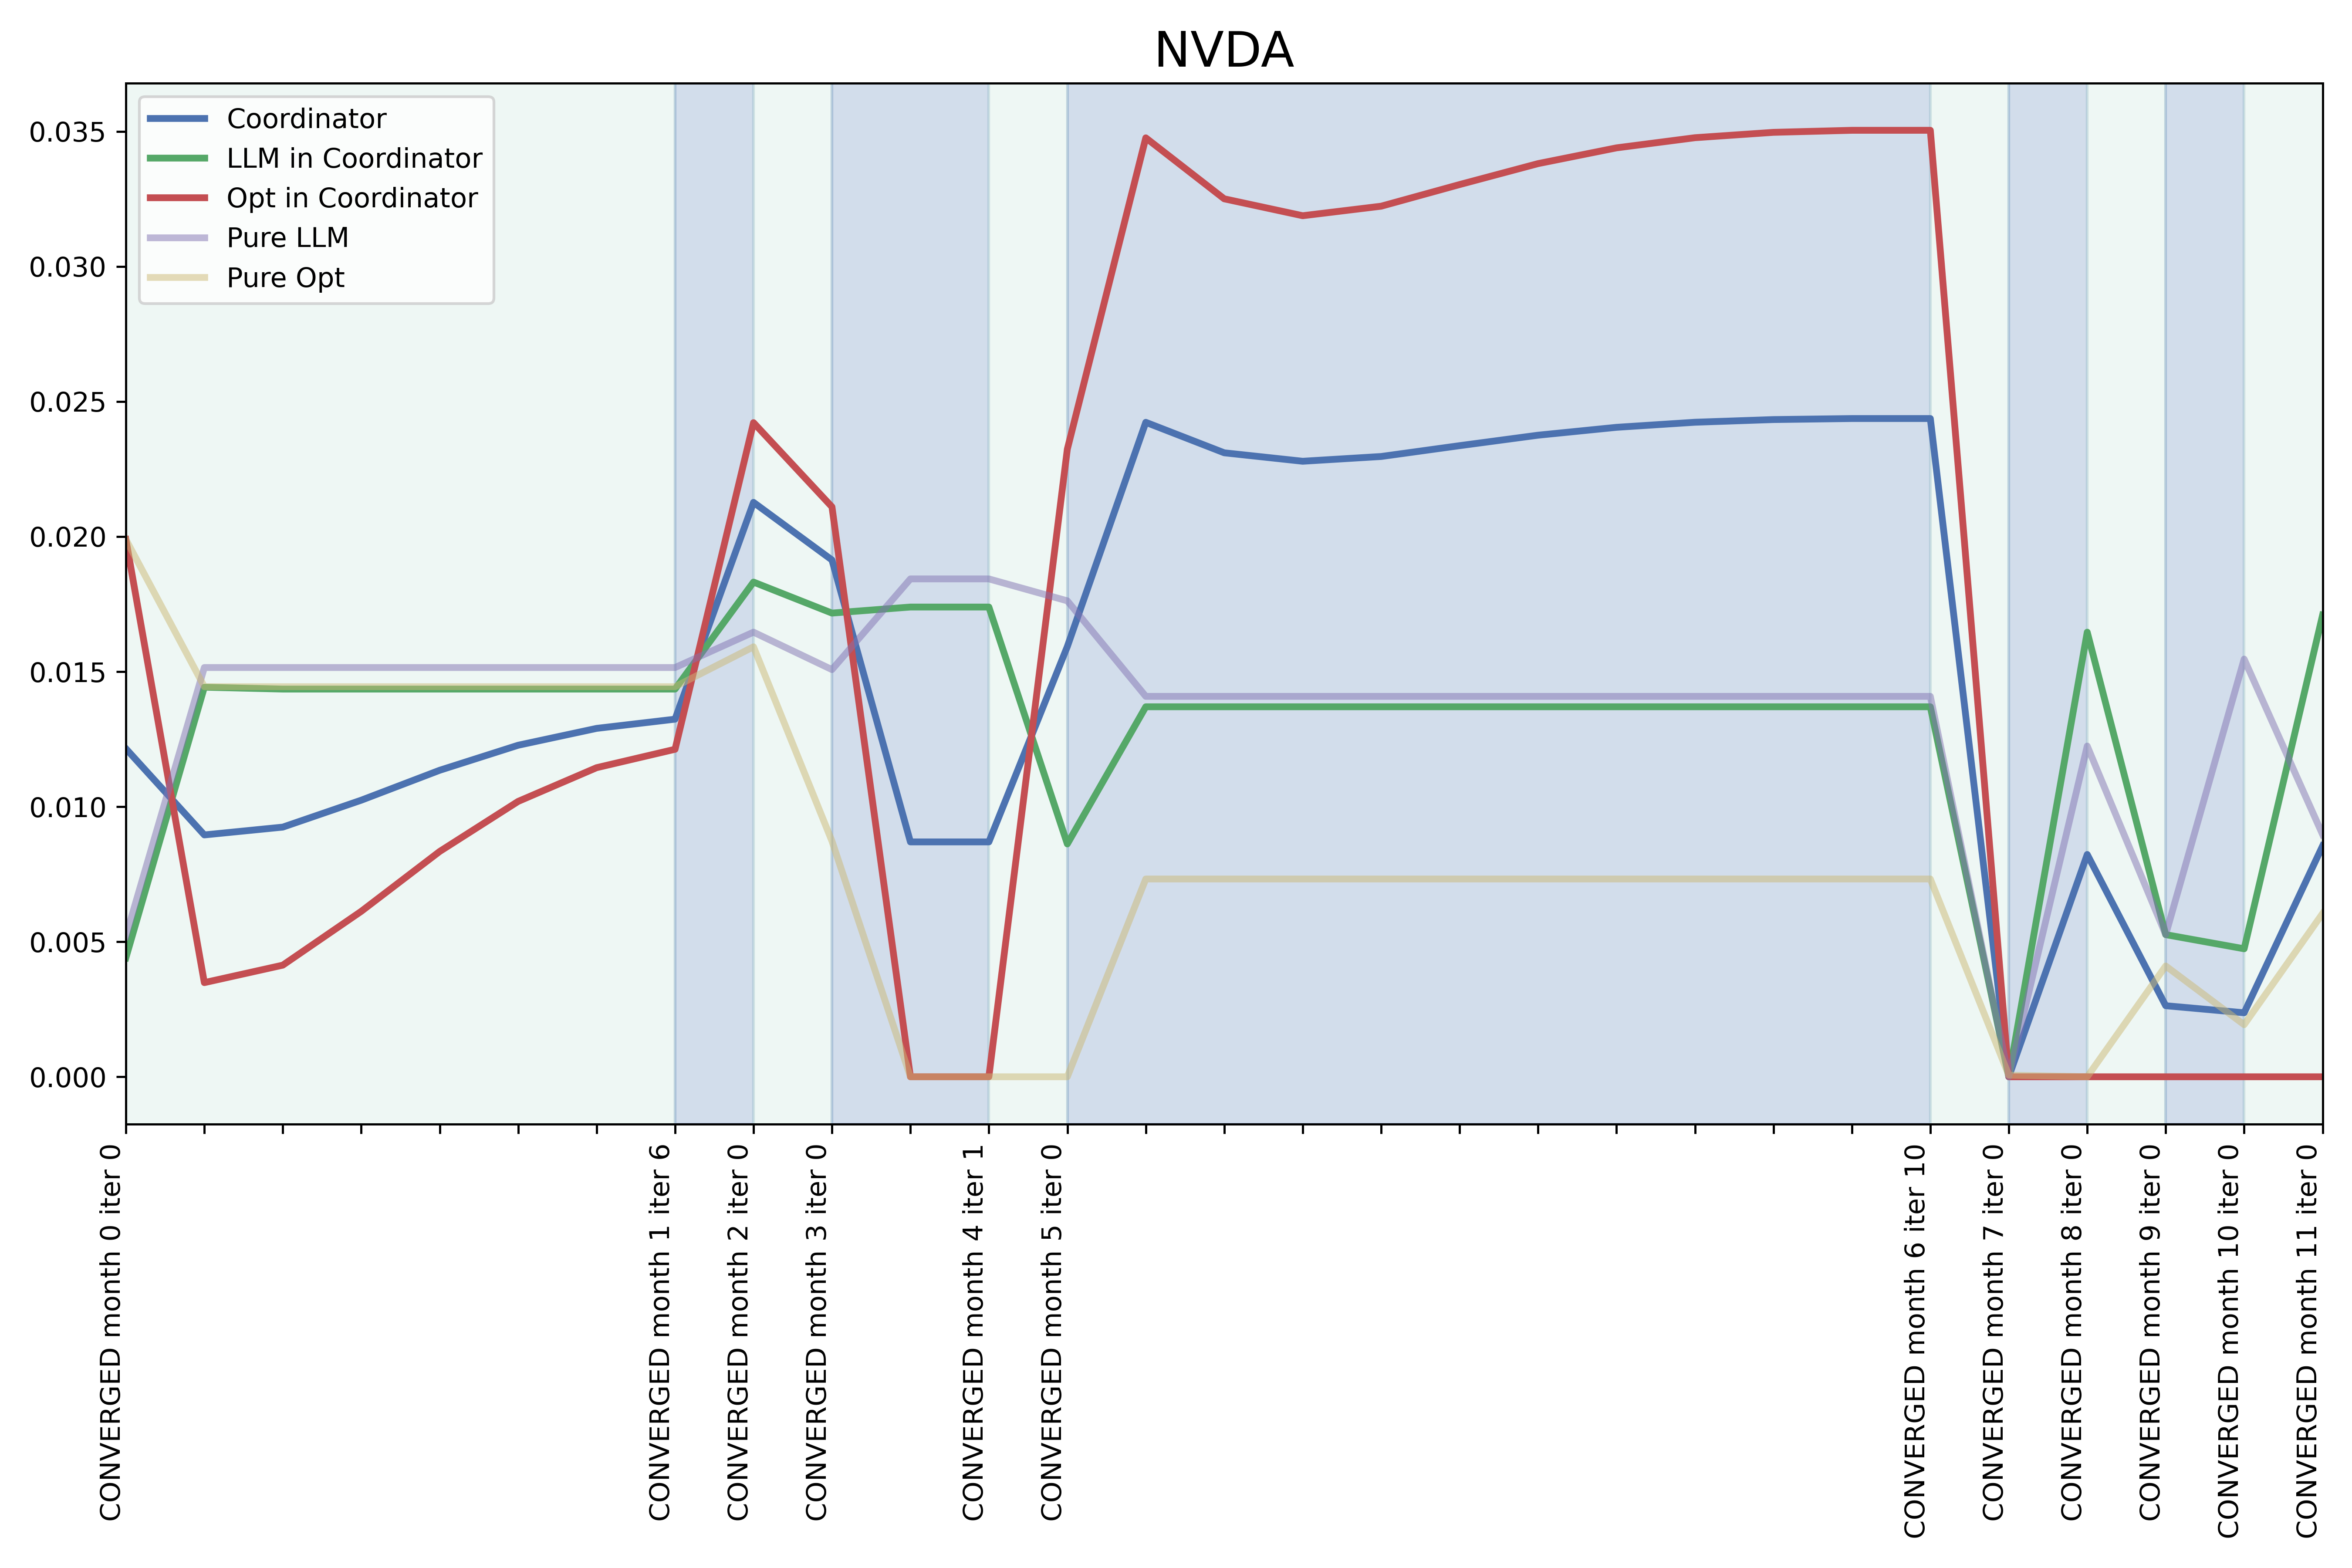 NVDA
Coordinator
LLM in Coordinator
Opt in Coordinator
Pure LLM
Pure Opt
0.035
0.030
0.025
0.020
0.015
0.010
0.005
0.000
CONVERGED month 0 iter 0
CONVERGED month 1 iter 6
CONVERGED month 2 iter 0
CONVERGED month 3 iter 0
CONVERGED month 4 iter 1
CONVERGED month 5 iter 0
CONVERGED month 6 iter 10
CONVERGED month 7 iter 0
CONVERGED month 8 iter 0
CONVERGED month 9 iter 0
CONVERGED month 10 iter 0
CONVERGED month 11 iter 0